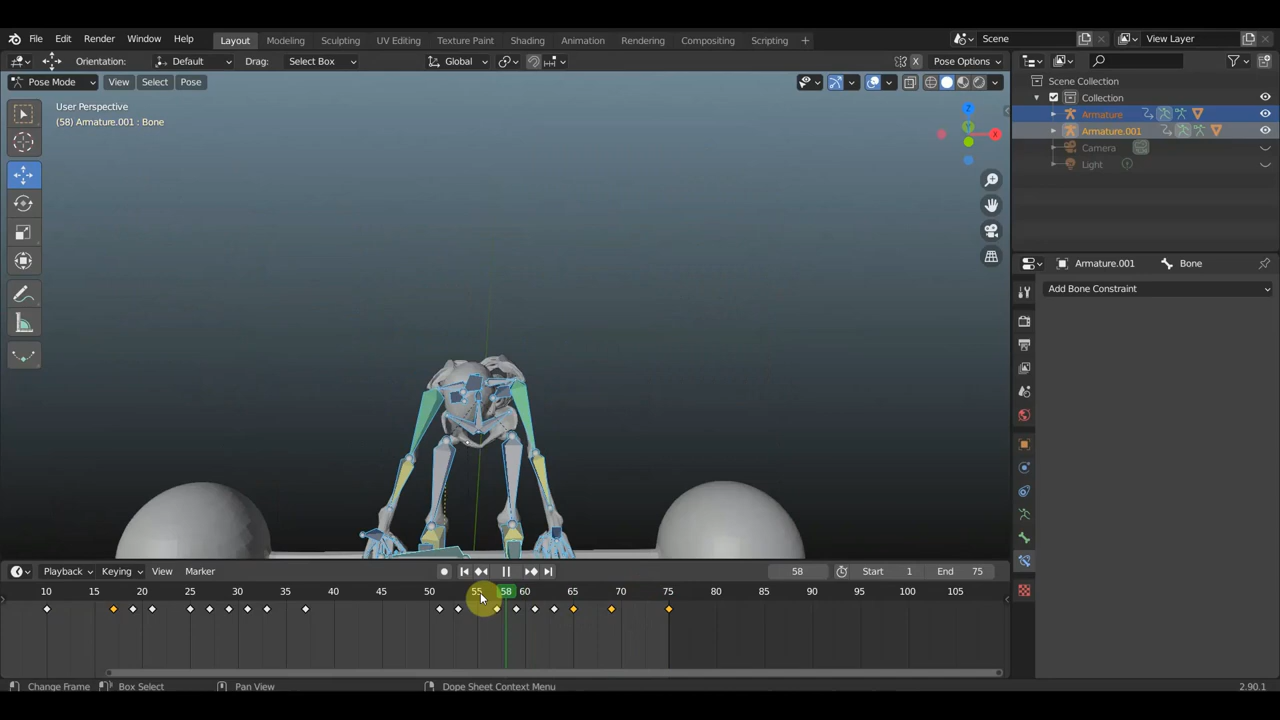 File Edit Render Window Help Layout Modeling Sculpting UV Editing Texture Paint Shading Animation Rendering Compositing Scripting + Scene View Layer
Orientation: Default Drag: Select Box Global X Pose Options
Pose Mode View Select Pose
User Perspective
(58) Armature.001 : Bone
Z
Y
X
Scene Collection
Collection
Armature
Armature.001
Camera
Light
Armature.001 Bone
Add Bone Constraint
Playback Keying View Marker 58 Start 1 End 75
10 15 20 25 30 35 40 45 50 55 58 60 65 70 75 80 85 90 95 100 105
Change Frame Box Select Pan View Dope Sheet Context Menu 2.90.1